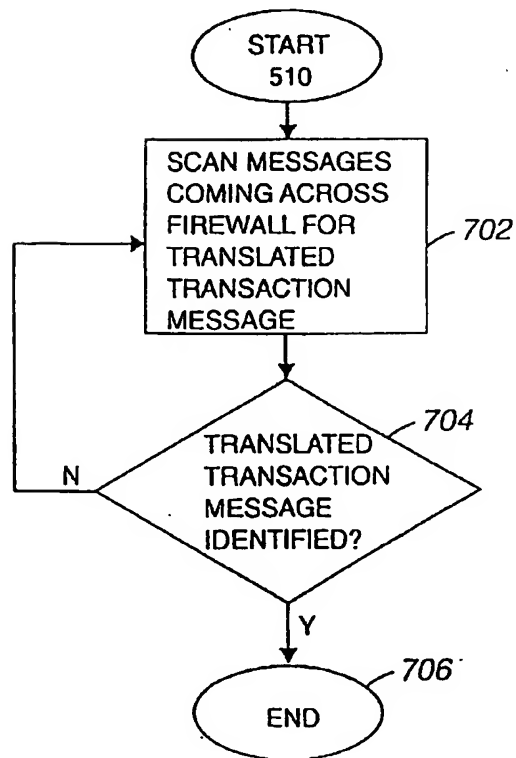 START
510
SCAN MESSAGES
COMING ACROSS
FIREWALL FOR
TRANSLATED
TRANSACTION
MESSAGE
702
704
TRANSLATED
TRANSACTION
MESSAGE
IDENTIFIED?
N
Y
706
END